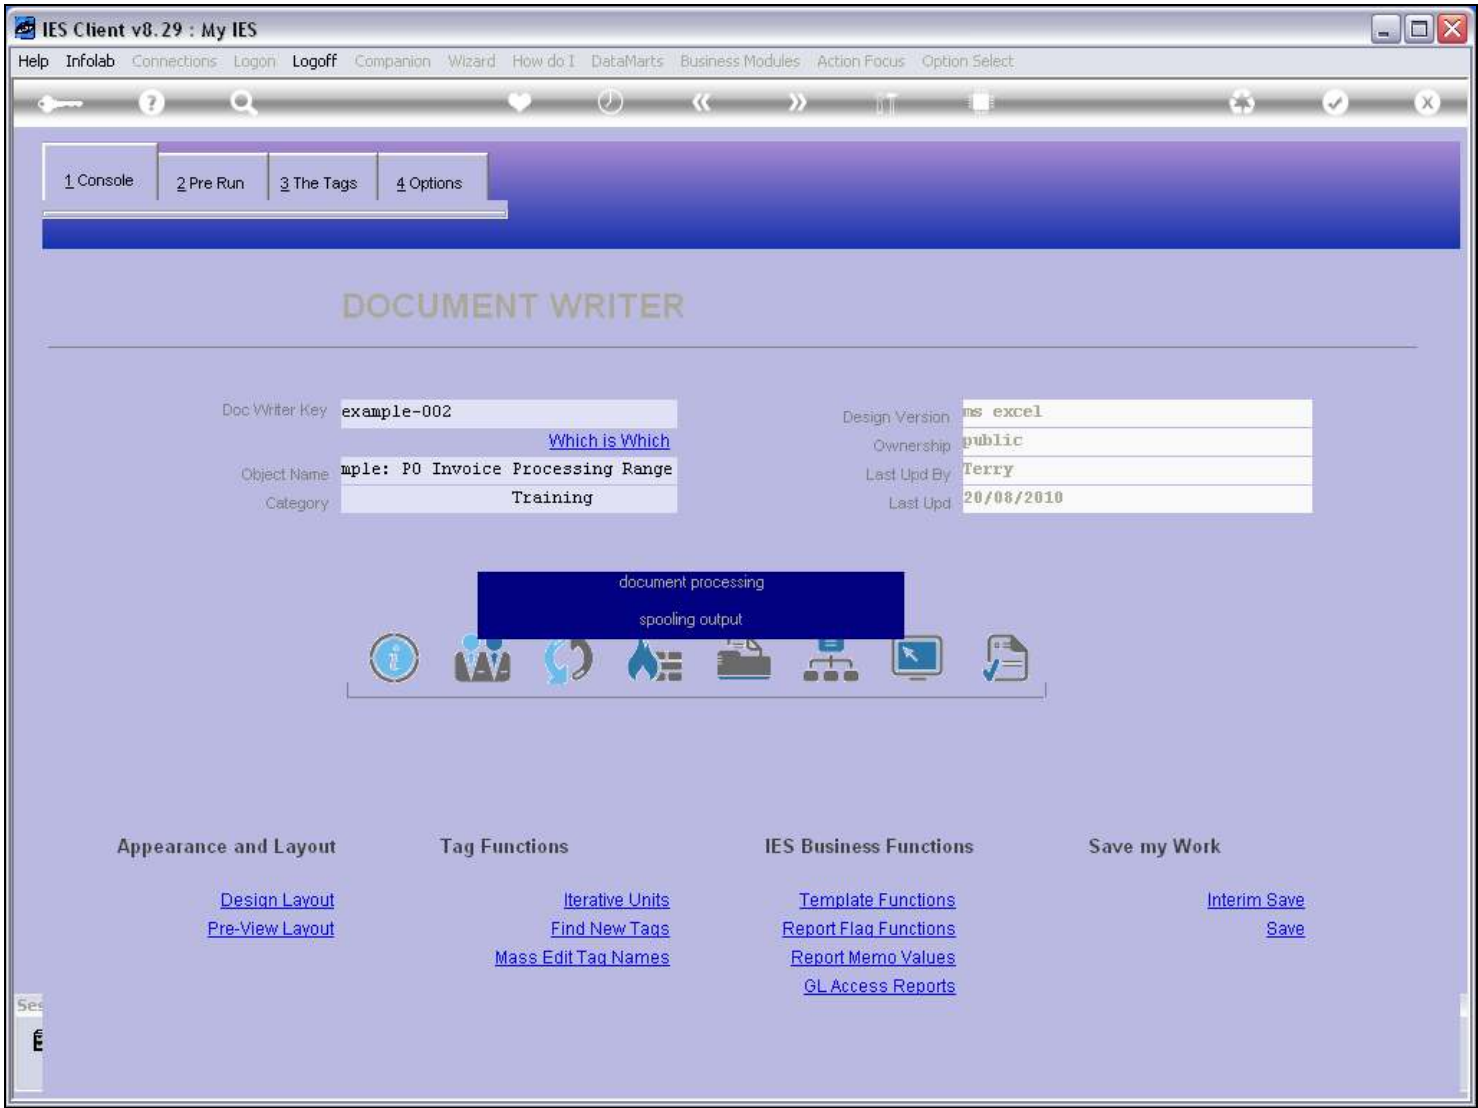 IES Client v8.29 : My IES
Help Infolab Connections Logon Logoff Companion Wizard How do I DataMarts Business Modules Action Focus Option Select
1 Console 2 Pre Run 3 The Tags 4 Options
DOCUMENT WRITER
Doc Writer Key example-002
Which is Which
Object Name mple: PO Invoice Processing Range
Category Training
Design Version ms excel
Ownership public
Last Upd By Terry
Last Upd 20/08/2010
document processing
spooling output
Appearance and Layout Tag Functions IES Business Functions Save my Work
Design Layout Iterative Units Template Functions Interim Save
Pre-View Layout Find New Tags Report Flag Functions Save
Mass Edit Tag Names Report Memo Values
GL Access Reports
Ses